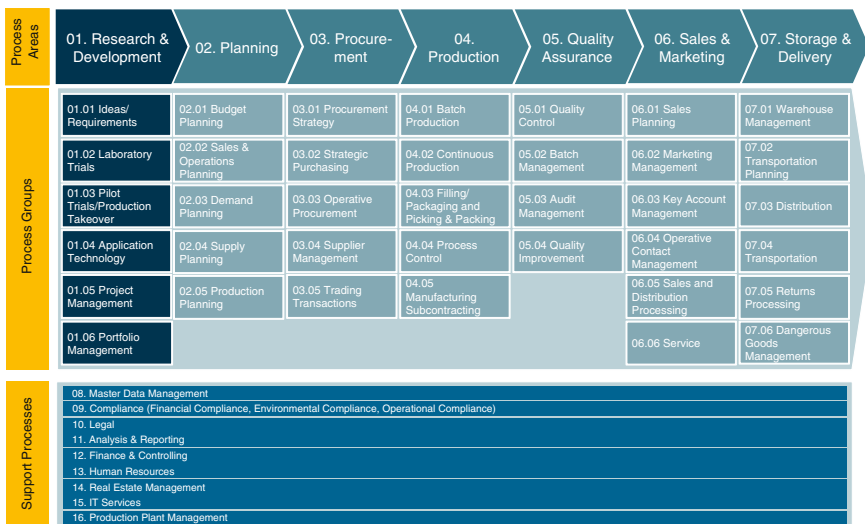 Process
Areas
01. Research &
Development
02. Planning
03. Procure-
ment
04.
Production
05. Quality
Assurance
06. Sales &
Marketing
07. Storage &
Delivery
Process Groups
01.01 Ideas/
Requirements
02.01 Budget
Planning
03.01 Procurement
Strategy
04.01 Batch
Production
05.01 Quality
Control
06.01 Sales
Planning
07.01 Warehouse
Management
01.02 Laboratory
Trials
02.02 Sales &
Operations
Planning
03.02 Strategic
Purchasing
04.02 Continuous
Production
05.02 Batch
Management
06.02 Marketing
Management
07.02
Transportation
Planning
01.03 Pilot
Trials/Production
Takeover
02.03 Demand
Planning
03.03 Operative
Procurement
04.03 Filling/
Packaging and
Picking & Packing
05.03 Audit
Management
06.03 Key Account
Management
07.03 Distribution
01.04 Application
Technology
02.04 Supply
Planning
03.04 Supplier
Management
04.04 Process
Control
05.04 Quality
Improvement
06.04 Operative
Contact
Management
07.04
Transportation
01.05 Project
Management
02.05 Production
Planning
03.05 Trading
Transactions
04.05
Manufacturing
Subcontracting
06.05 Sales and
Distribution
Processing
07.05 Returns
Processing
01.06 Portfolio
Management
06.06 Service
07.06 Dangerous
Goods
Management
Support Processes
08. Master Data Management
09. Compliance (Financial Compliance, Environmental Compliance, Operational Compliance)
10. Legal
11. Analysis & Reporting
12. Finance & Controlling
13. Human Resources
14. Real Estate Management
15. IT Services
16. Production Plant Management